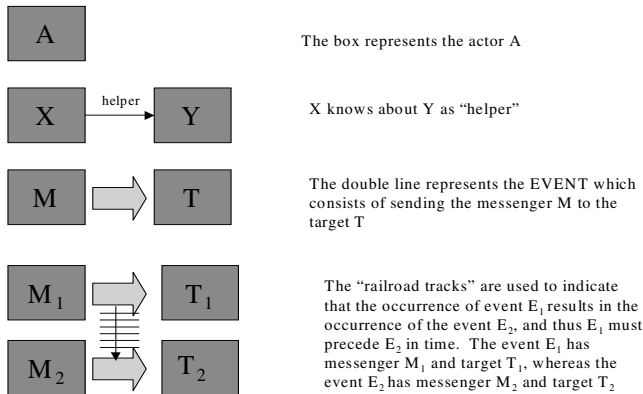 A
The box represents the actor A
helper
X
Y
X knows about Y as “helper”
M
T
The double line represents the EVENT which
consists of sending the messenger M to the
target T
M₁
T₁
M₂
T₂
The “railroad tracks” are used to indicate
that the occurrence of event E₁ results in the
occurrence of the event E₂, and thus E₁ must
precede E₂ in time. The event E₁ has
messenger M₁ and target T₁, whereas the
event E₂ has messenger M₂ and target T₂